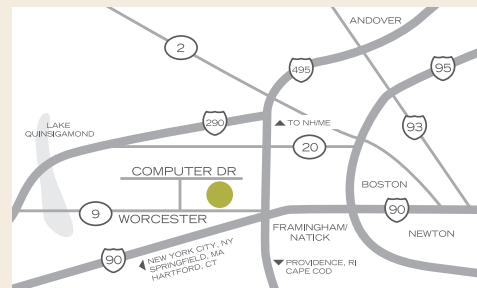 ANDOVER
2
495
95
LAKE
QUINSIGAMOND
290
TO NH/ME
93
20
COMPUTER DR
BOSTON
9
WORCESTER
90
FRAMINGHAM/
NATICK
NEWTON
90
NEW YORK CITY, NY
SPRINGFIELD, MA
HARTFORD, CT
PROVIDENCE, RI
CAPE COD